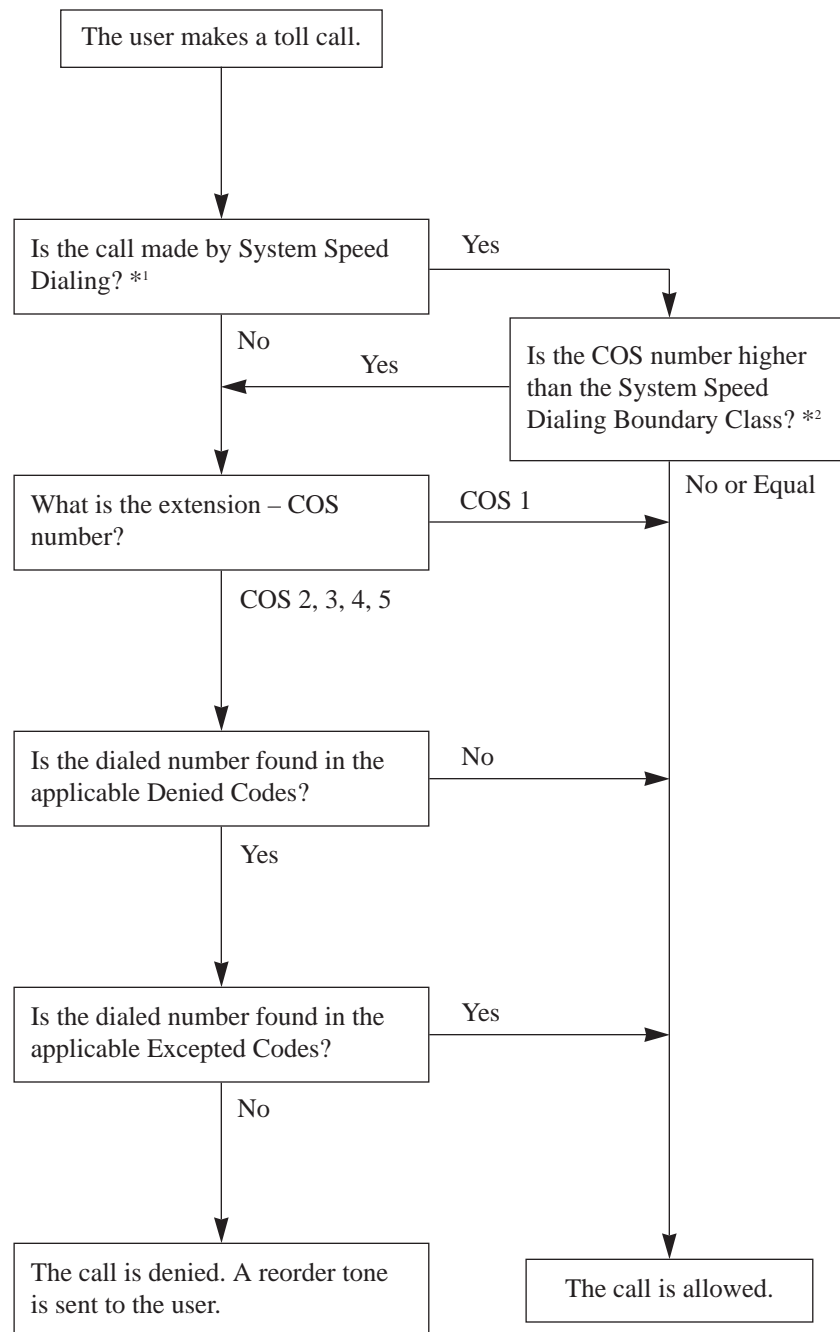 The user makes a toll call.
Is the call made by System Speed
Dialing? *1
Yes
No
Is the COS number higher
than the System Speed
Dialing Boundary Class? *2
Yes
No or Equal
What is the extension – COS
number?
COS 1
COS 2, 3, 4, 5
Is the dialed number found in the
applicable Denied Codes?
No
Yes
Is the dialed number found in the
applicable Excepted Codes?
Yes
No
The call is denied. A reorder tone
is sent to the user.
The call is allowed.